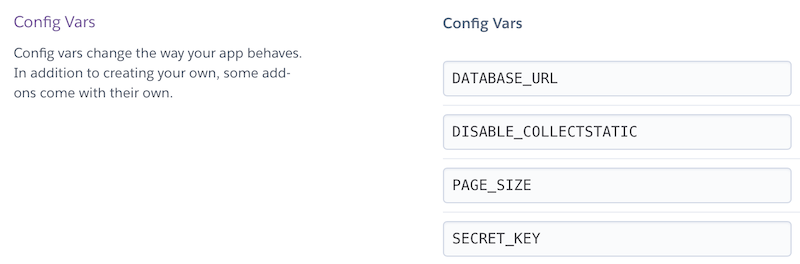 Config Vars
Config vars change the way your app behaves.
In addition to creating your own, some add-
ons come with their own.
Config Vars
DATABASE_URL
DISABLE_COLLECTSTATIC
PAGE_SIZE
SECRET_KEY